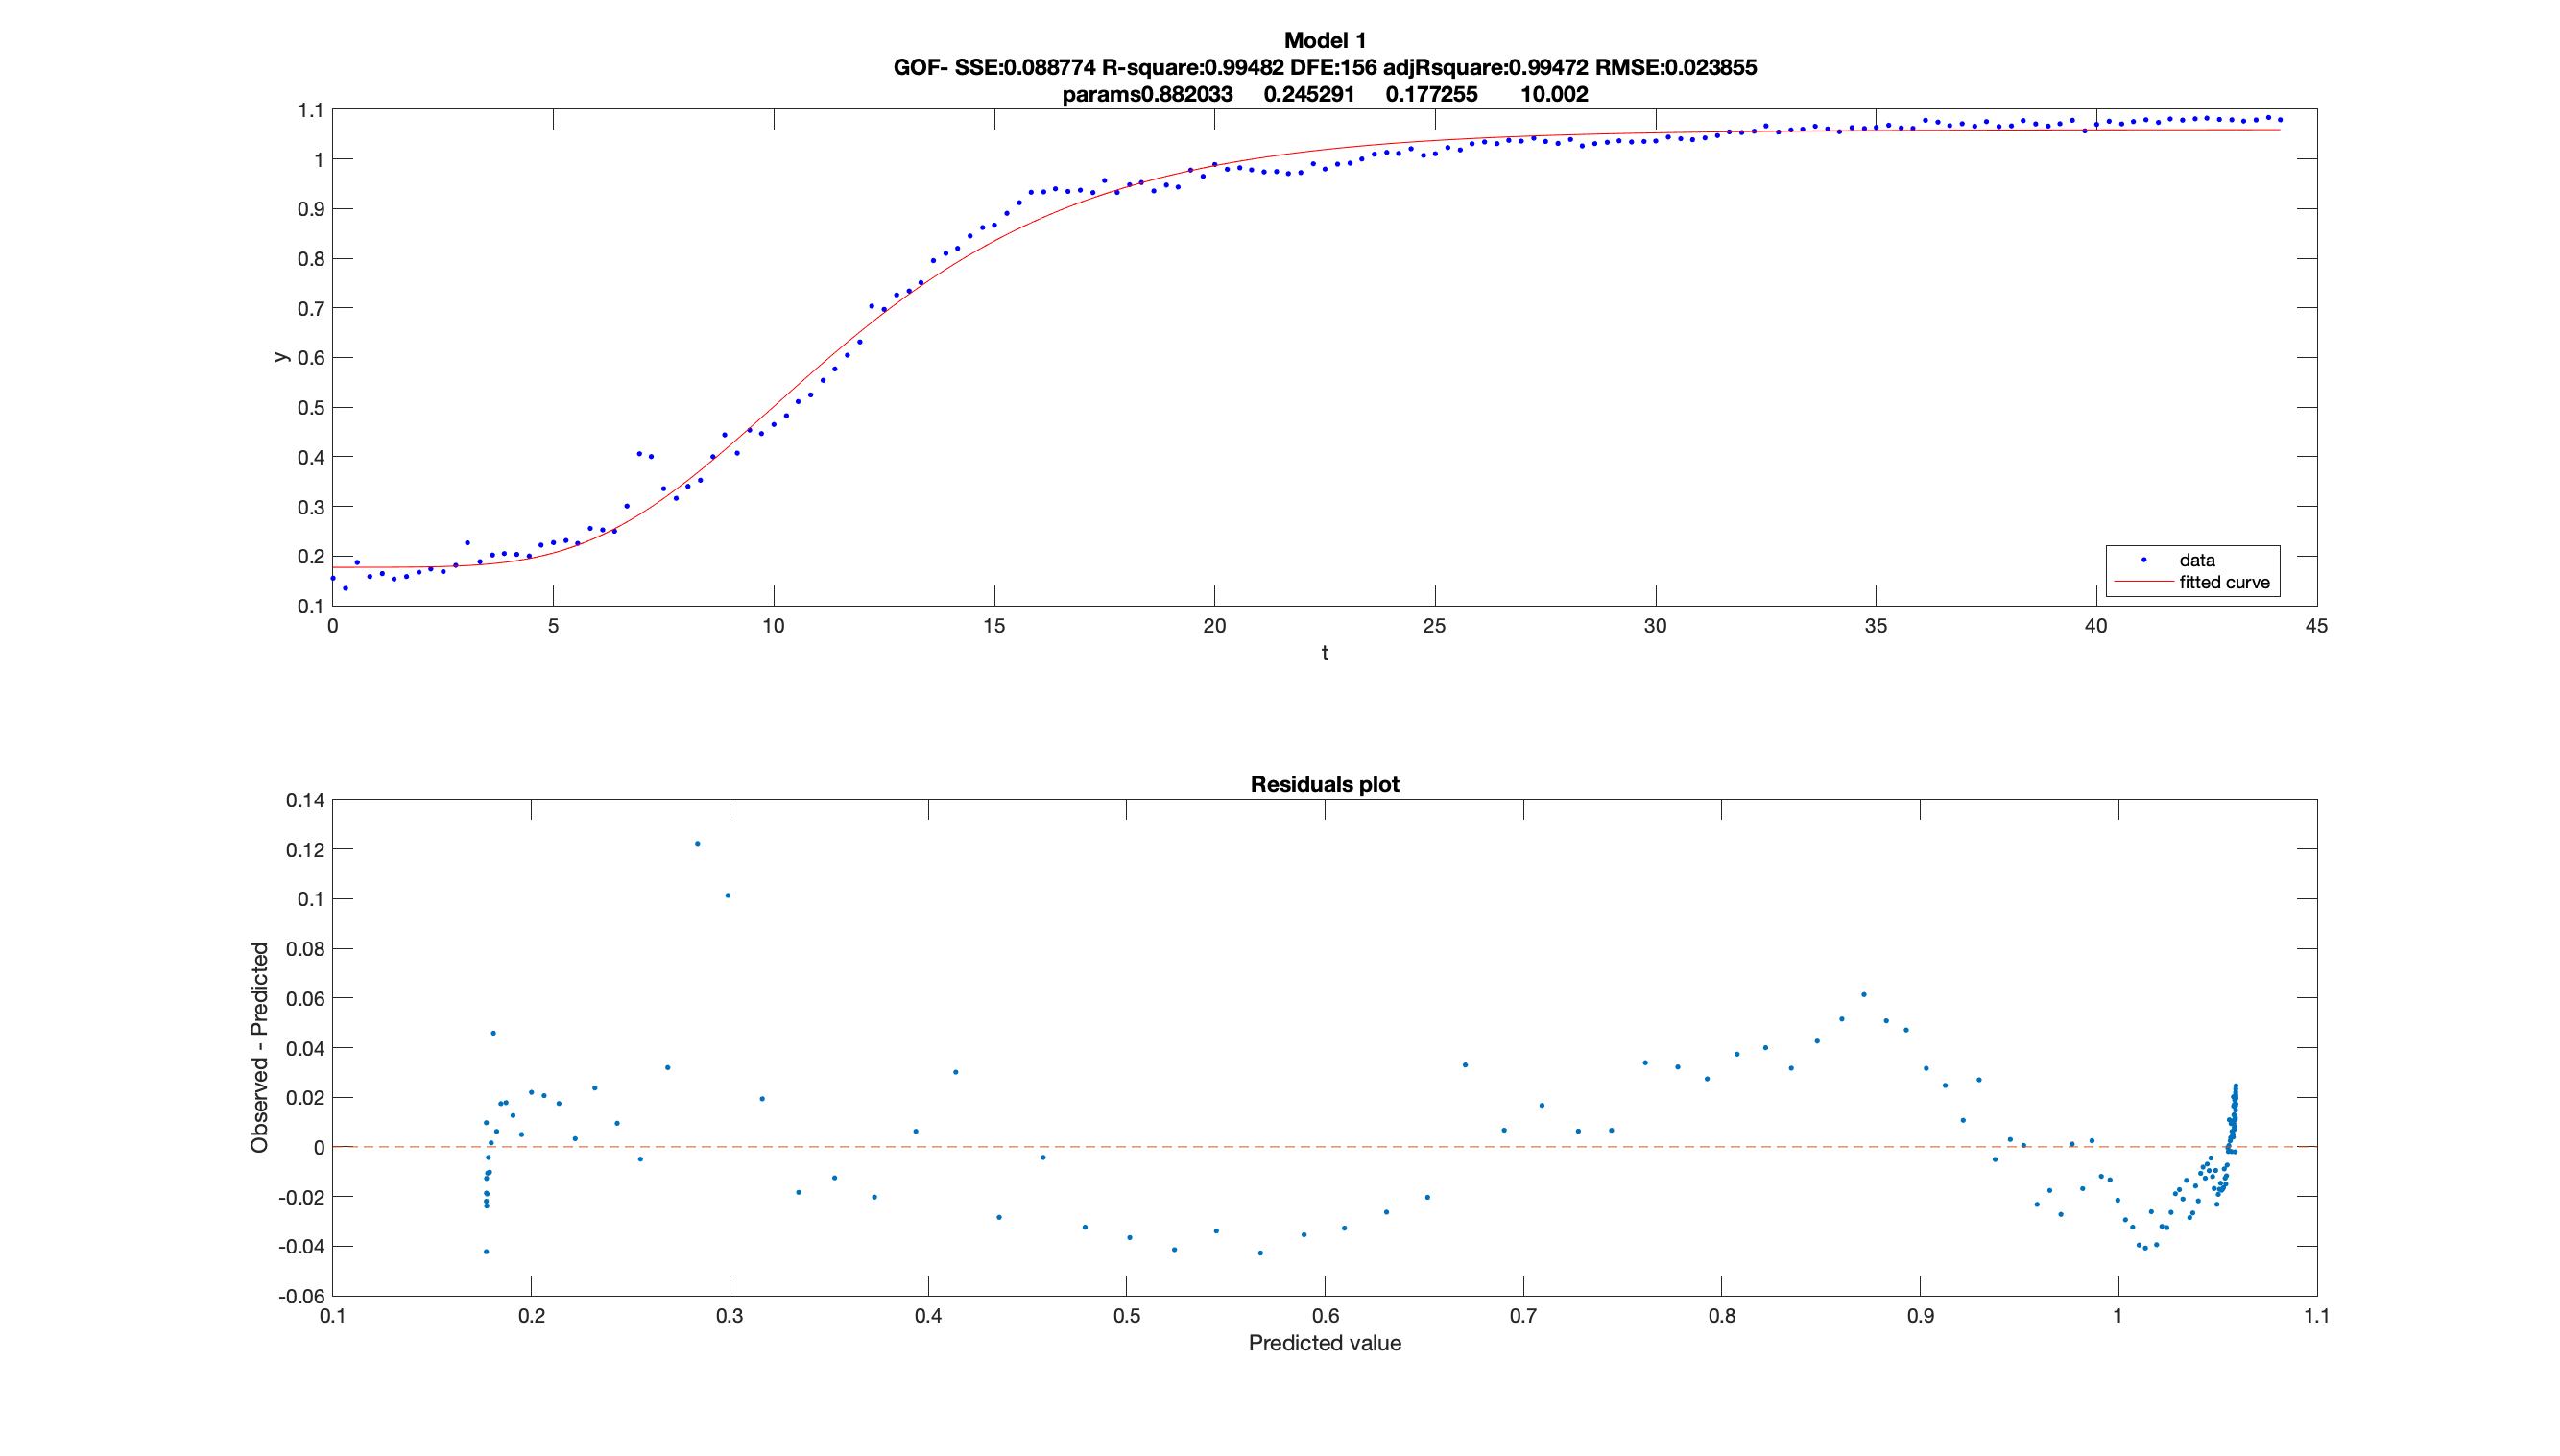 Model 1
GOF- SSE:0.088774 R-square:0.99482 DFE:156 adjRsquare:0.99472 RMSE:0.023855
params0.882033 0.245291 0.177255 10.002
1.1
1
0.9
0.8
0.7
0.6
0.5
0.4
0.3
0.2
0.1
y
data
fitted curve
0 5 10 15 20 25 30 35 40 45
t
Residuals plot
0.14
0.12
0.1
0.08
0.06
0.04
0.02
0
-0.02
-0.04
-0.06
Observed - Predicted
0.1 0.2 0.3 0.4 0.5 0.6 0.7 0.8 0.9 1 1.1
Predicted value